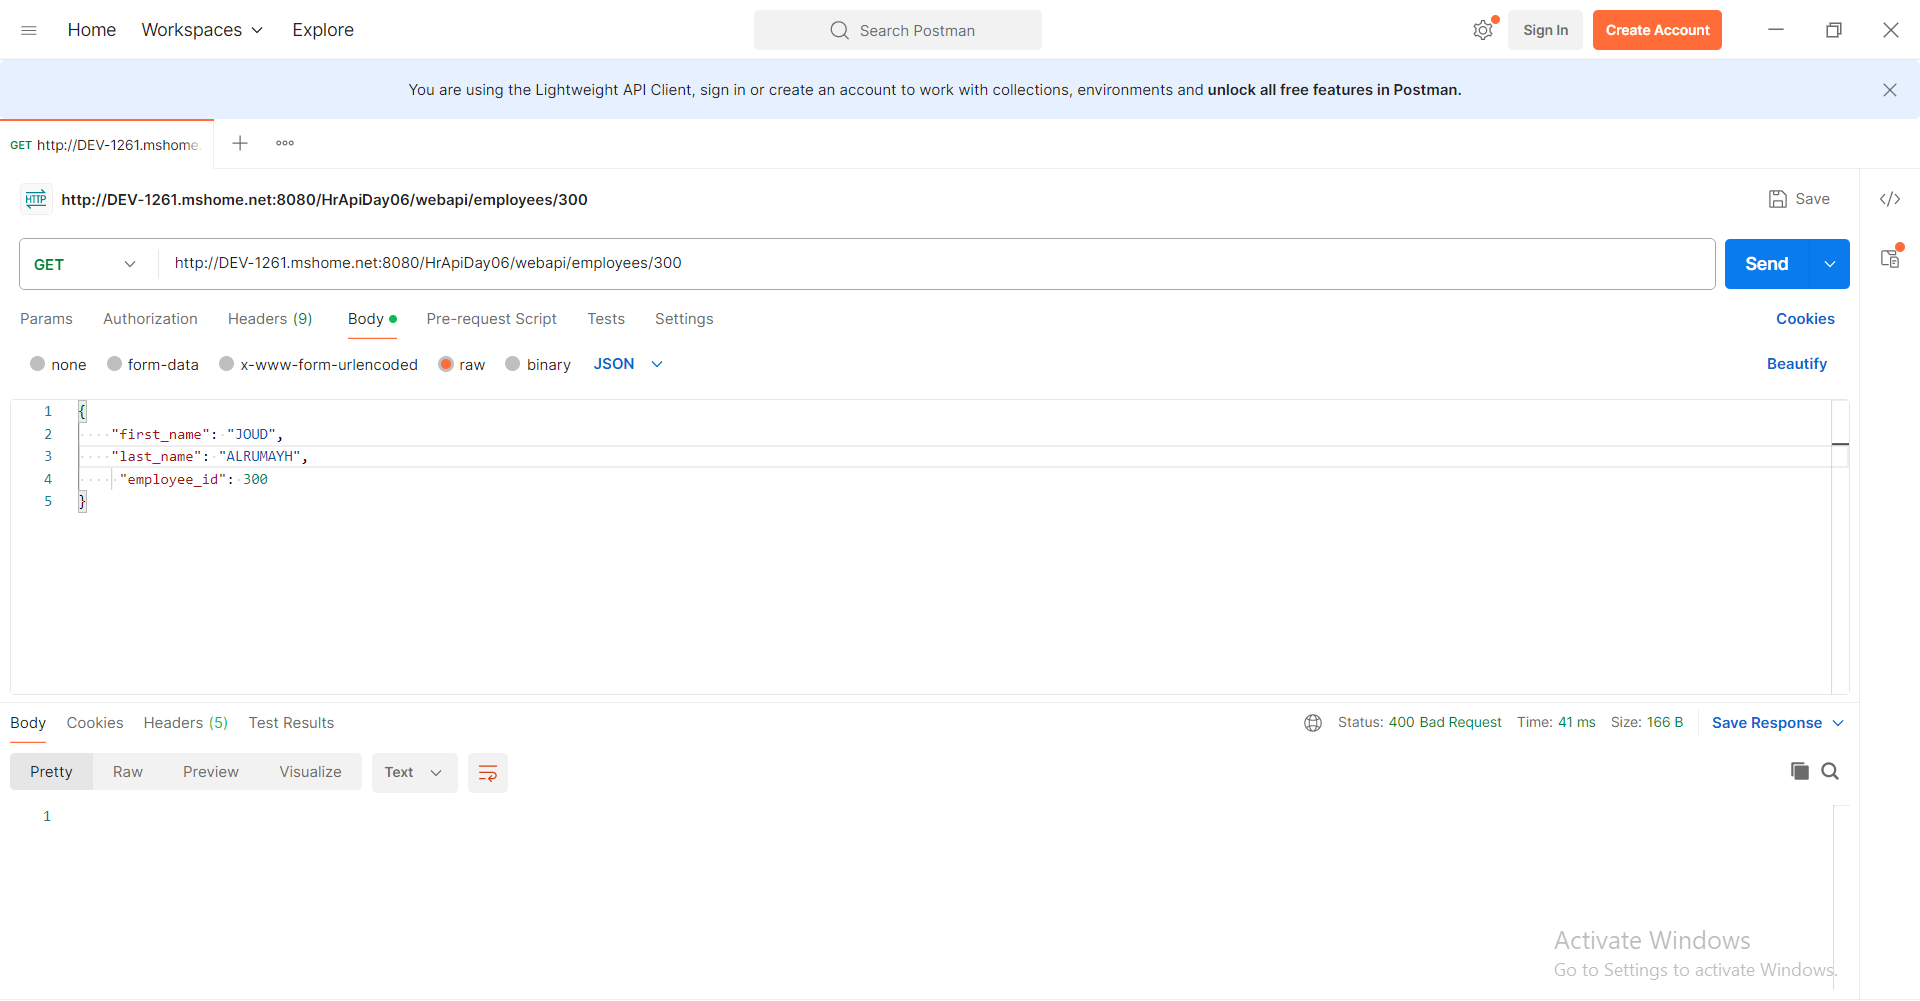 Home Workspaces Explore Search Postman Sign In Create Account
You are using the Lightweight API Client, sign in or create an account to work with collections, environments and unlock all free features in Postman.
GET http://DEV-1261.mshome.
HTTP http://DEV-1261.mshome.net:8080/HrApiDay06/webapi/employees/300 Save
GET http://DEV-1261.mshome.net:8080/HrApiDay06/webapi/employees/300 Send
Params Authorization Headers (9) Body Pre-request Script Tests Settings Cookies
none form-data x-www-form-urlencoded raw binary JSON Beautify
1 {
2 "first_name": "JOUD",
3 "last_name": "ALRUMAYH",
4 "employee_id": 300
5 }
Body Cookies Headers (5) Test Results Status: 400 Bad Request Time: 41 ms Size: 166 B Save Response
Pretty Raw Preview Visualize Text
1
Activate Windows
Go to Settings to activate Windows.